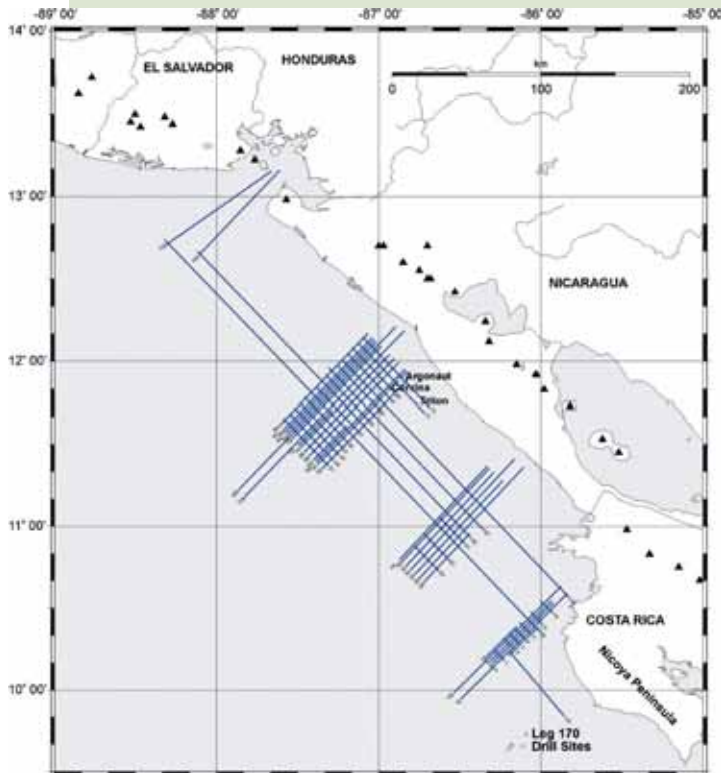 -89° 00'
-88° 00'
-87° 00'
-86° 00'
-85° 00'
14° 00'
EL SALVADOR
HONDURAS
km
0
100
200
13° 00'
NICARAGUA
12° 00'
Argonaut
Corvina
Triton
11° 00'
COSTA RICA
Nicoya Peninsula
10° 00'
Leg 170
Drill Sites